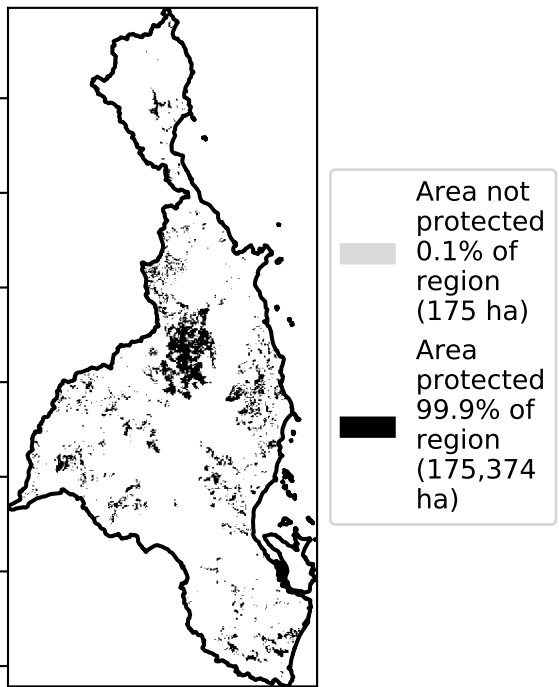 Area not
protected
0.1% of
region
(175 ha)
Area
protected
99.9% of
region
(175,374
ha)